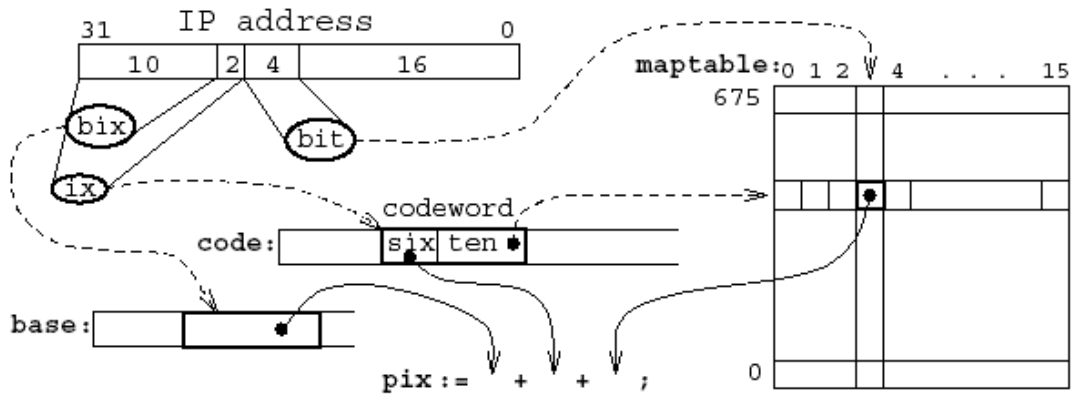 31 IP address 0
10 2 4 16
maptable: 0 1 2 4 . . . 15
675
bix
bit
ix
codeword
code: six ten
base:
0
pix := + + ;